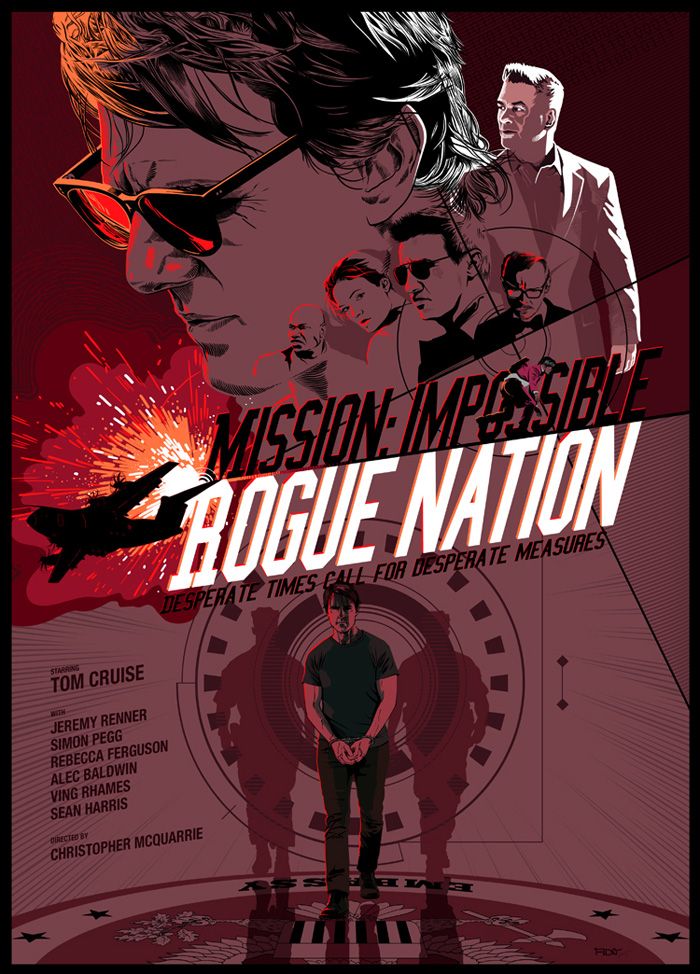 MISSION: IMPOSSIBLE
ROGUE NATION
DESPERATE TIMES CALL FOR DESPERATE MEASURES
STARRING
TOM CRUISE
WITH
JEREMY RENNER
SIMON PEGG
REBECCA FERGUSON
ALEC BALDWIN
VING RHAMES
SEAN HARRIS
DIRECTED BY
CHRISTOPHER MCQUARRIE
EMBASSY